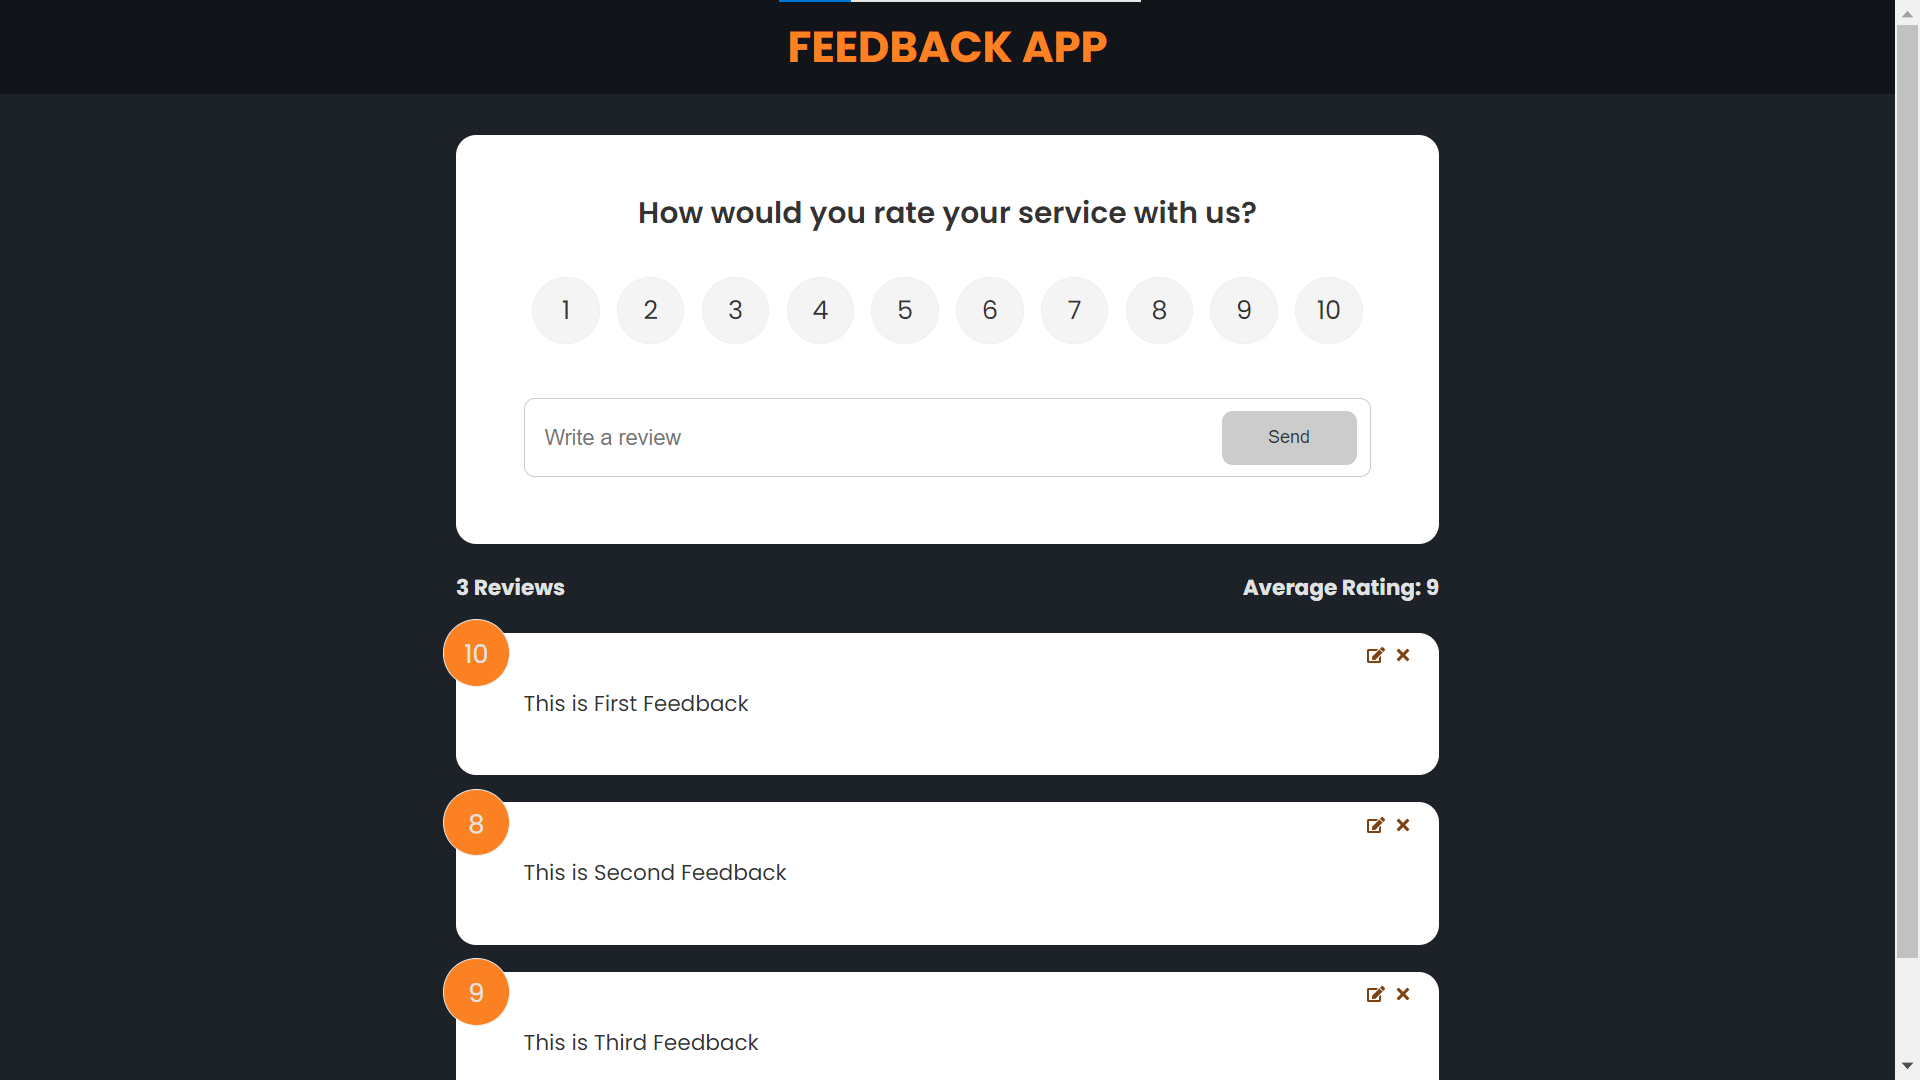 FEEDBACK APP
How would you rate your service with us?
1 2 3 4 5 6 7 8 9 10
Write a review Send
3 Reviews Average Rating: 9
10
This is First Feedback
8
This is Second Feedback
9
This is Third Feedback